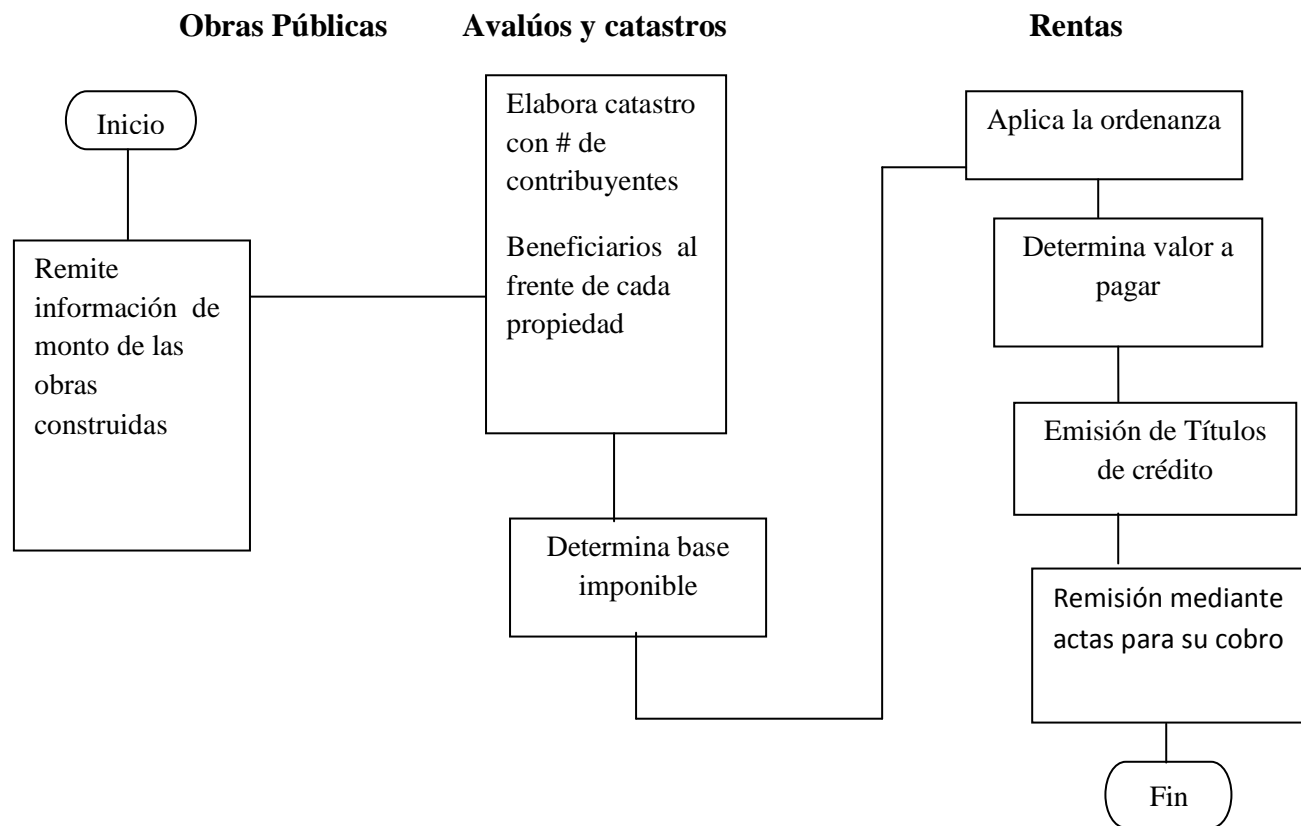 Obras Públicas Avalúos y catastros Rentas
Inicio
Remite
información de
monto de las
obras
construidas
Elabora catastro
con # de
contribuyentes
Beneficiarios al
frente de cada
propiedad
Determina base
imponible
Aplica la ordenanza
Determina valor a
pagar
Emisión de Títulos
de crédito
Remisión mediante
actas para su cobro
Fin